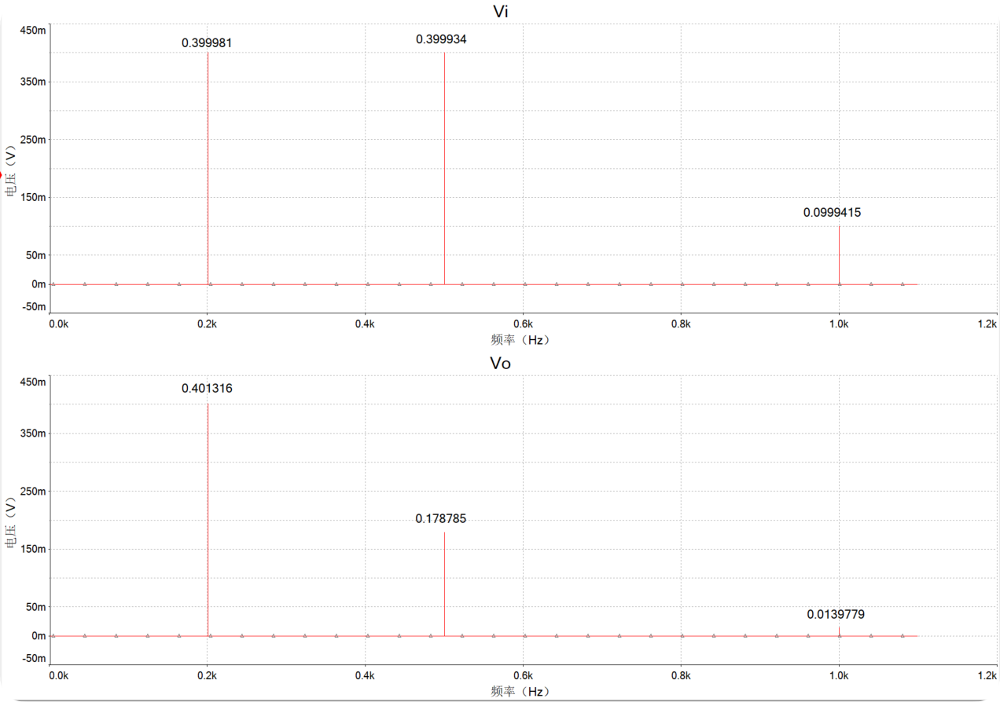 Vi
450m
0.399981
0.399934
350m
250m
电压（V）
150m
0.0999415
50m
0m
-50m
0.0k 0.2k 0.4k 0.6k 0.8k 1.0k 1.2k
频率（Hz）
Vo
450m
0.401316
350m
250m
电压（V）
0.178785
150m
50m
0.0139779
0m
-50m
0.0k 0.2k 0.4k 0.6k 0.8k 1.0k 1.2k
频率（Hz）